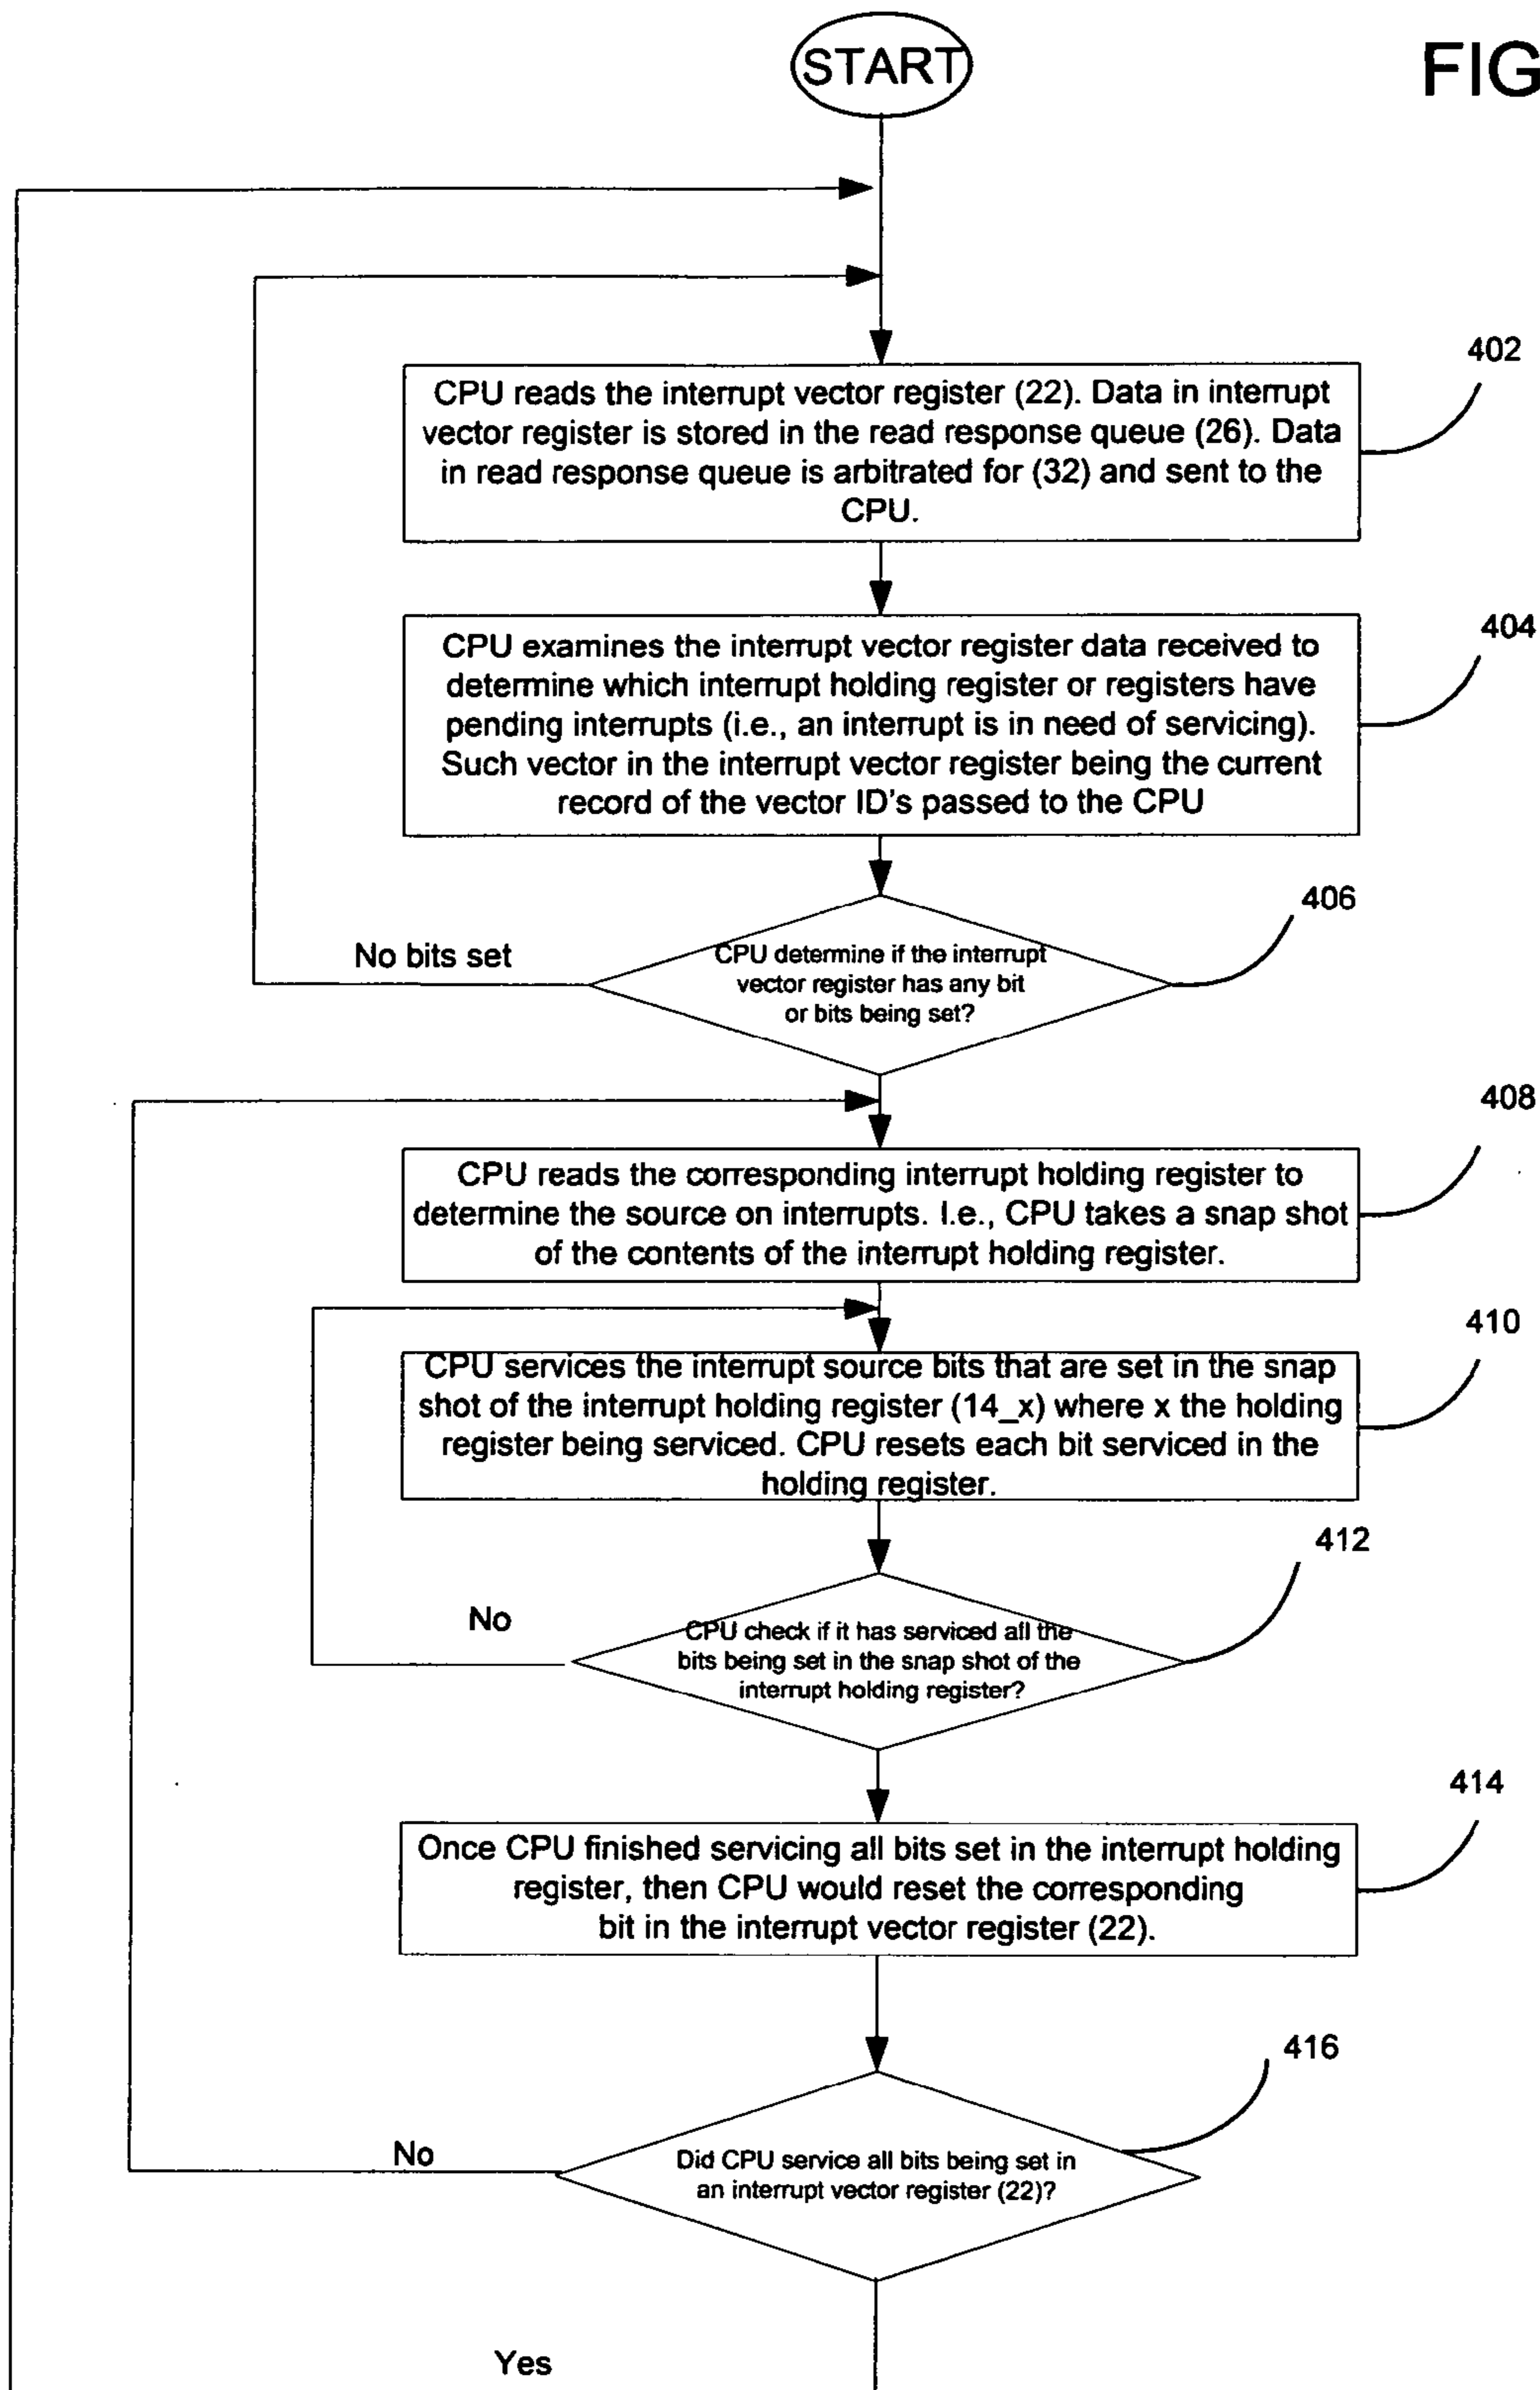 START
FIG
402
CPU reads the interrupt vector register (22). Data in interrupt
vector register is stored in the read response queue (26). Data
in read response queue is arbitrated for (32) and sent to the
CPU.
404
CPU examines the interrupt vector register data received to
determine which interrupt holding register or registers have
pending interrupts (i.e., an interrupt is in need of servicing).
Such vector in the interrupt vector register being the current
record of the vector ID's passed to the CPU
406
No bits set
CPU determine if the interrupt
vector register has any bit
or bits being set?
408
CPU reads the corresponding interrupt holding register to
determine the source on interrupts. I.e., CPU takes a snap shot
of the contents of the interrupt holding register.
410
CPU services the interrupt source bits that are set in the snap
shot of the interrupt holding register (14_x) where x the holding
register being serviced. CPU resets each bit serviced in the
holding register.
412
No
CPU check if it has serviced all the
bits being set in the snap shot of the
interrupt holding register?
414
Once CPU finished servicing all bits set in the interrupt holding
register, then CPU would reset the corresponding
bit in the interrupt vector register (22).
416
No
Did CPU service all bits being set in
an interrupt vector register (22)?
Yes